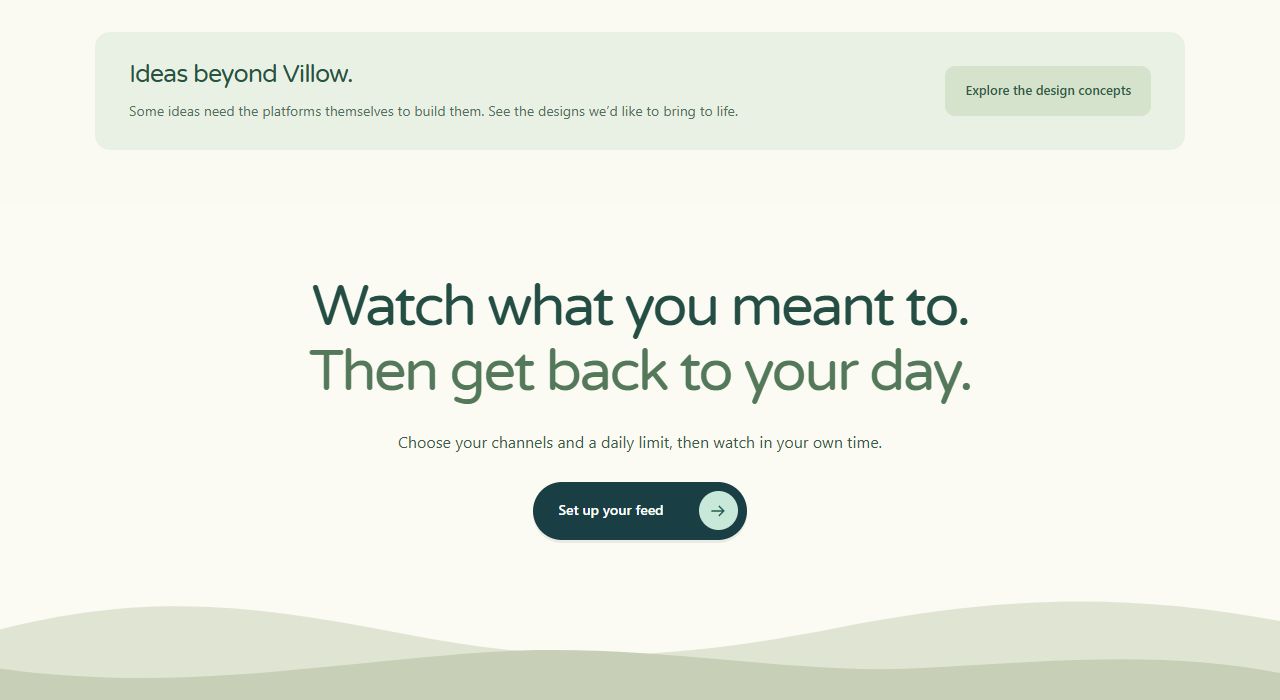 Ideas beyond Villow.
Some ideas need the platforms themselves to build them. See the designs we’d like to bring to life.
Explore the design concepts
Watch what you meant to.
Then get back to your day.
Choose your channels and a daily limit, then watch in your own time.
Set up your feed